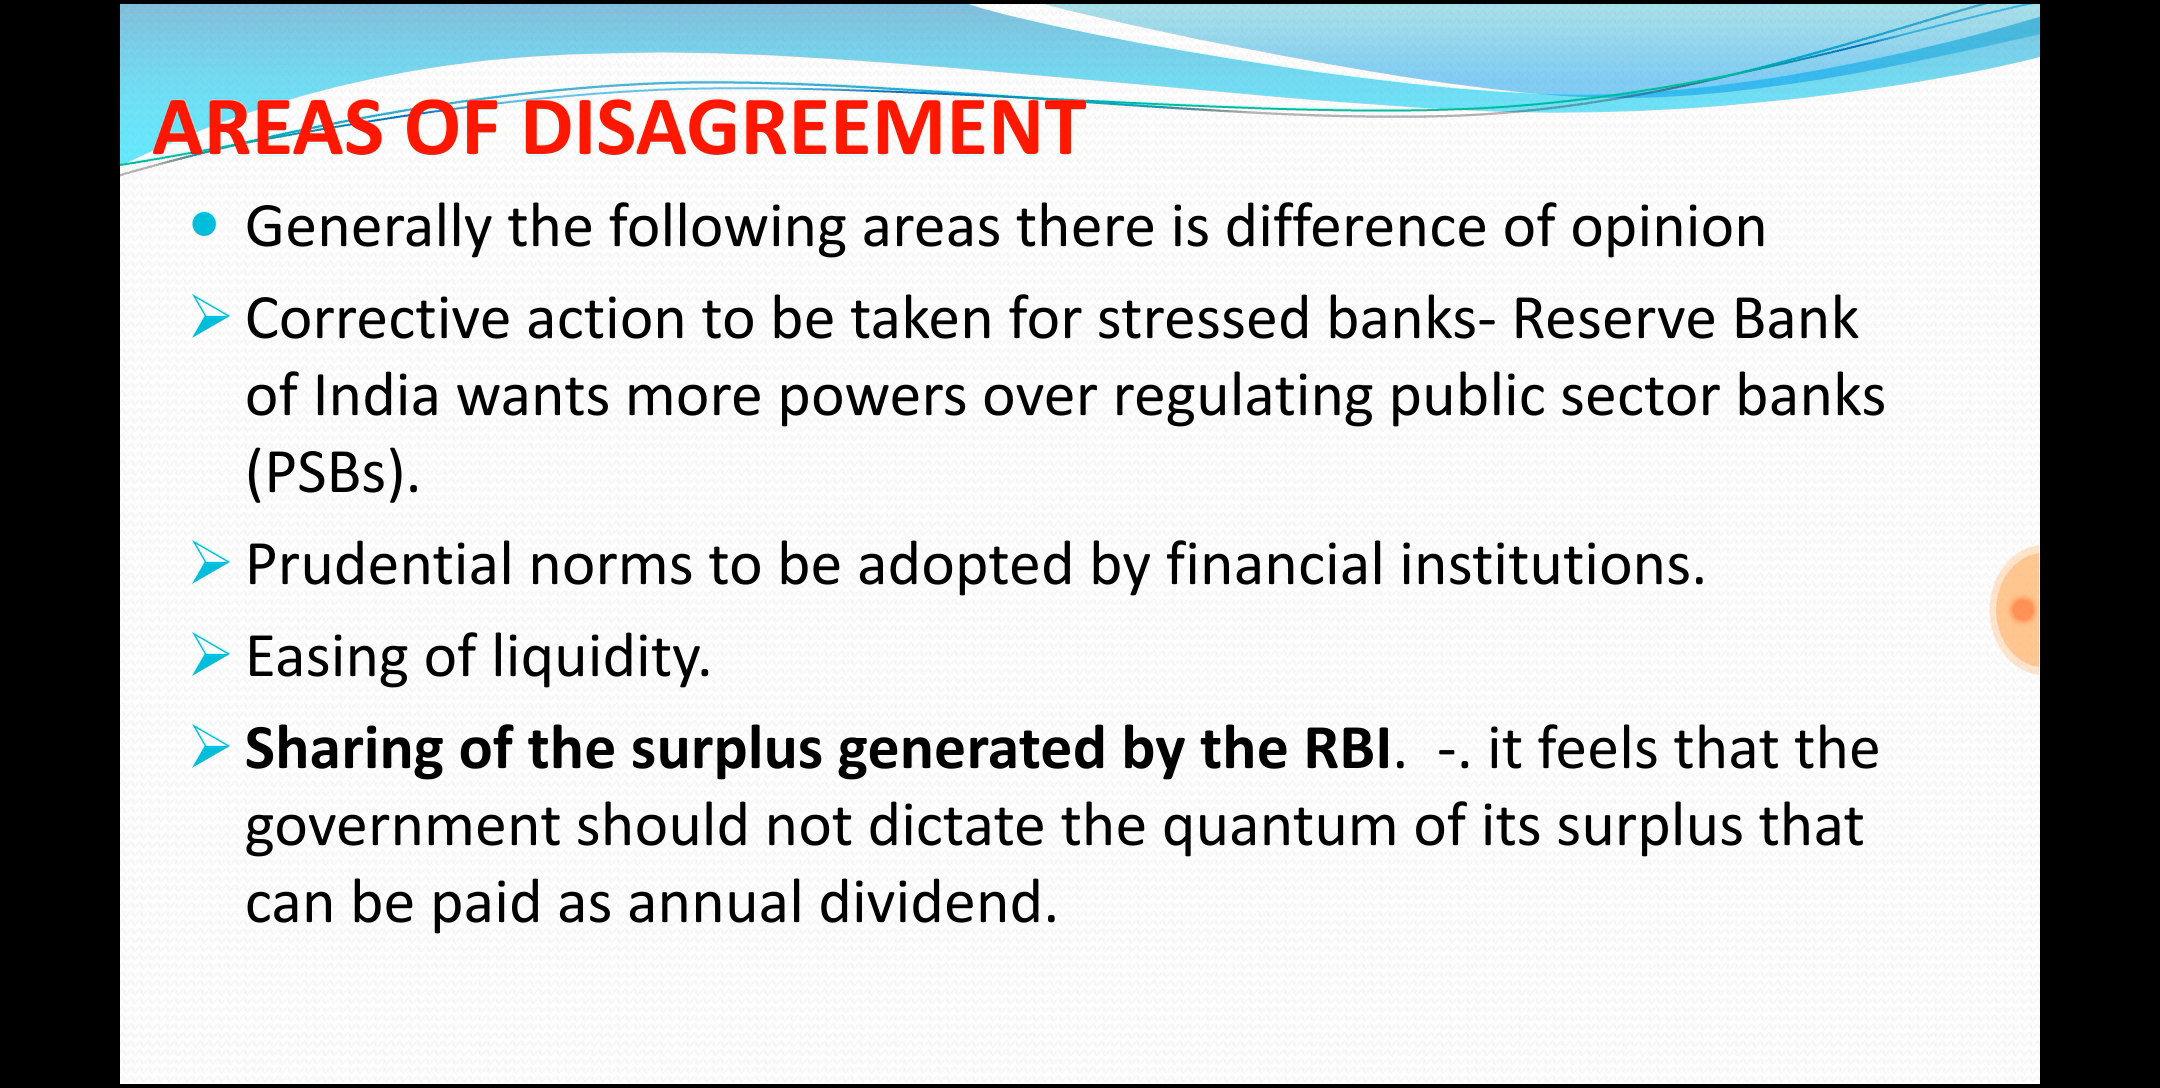 AREAS OF DISAGREEMENT
Generally the following areas there is difference of opinion
Corrective action to be taken for stressed banks- Reserve Bank
of India wants more powers over regulating public sector banks
(PSBs).
Prudential norms to be adopted by financial institutions.
Easing of liquidity.
Sharing of the surplus generated by the RBI.  -. it feels that the
government should not dictate the quantum of its surplus that
can be paid as annual dividend.